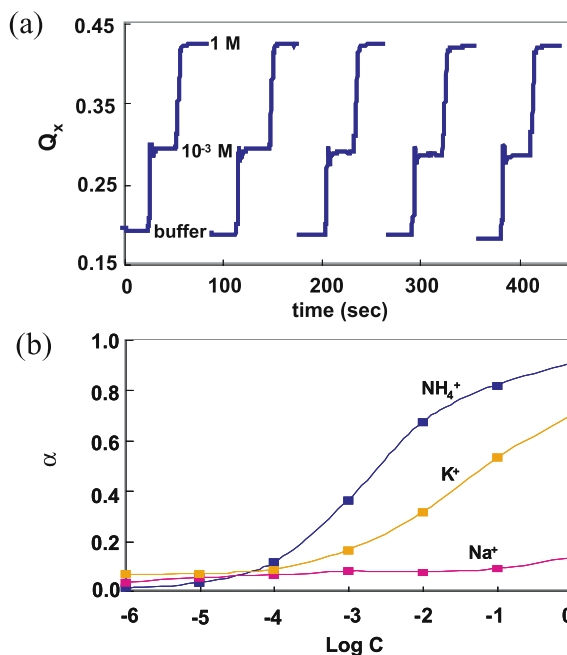 (a)
0.45
1 M
0.35
Qx
10-3 M
0.25
buffer
0.15
0 100 200 300 400
time (sec)
(b)
1.0
NH4+
0.8
0.6
α
K+
0.4
0.2
Na+
0.0
-6 -5 -4 -3 -2 -1 0
Log C